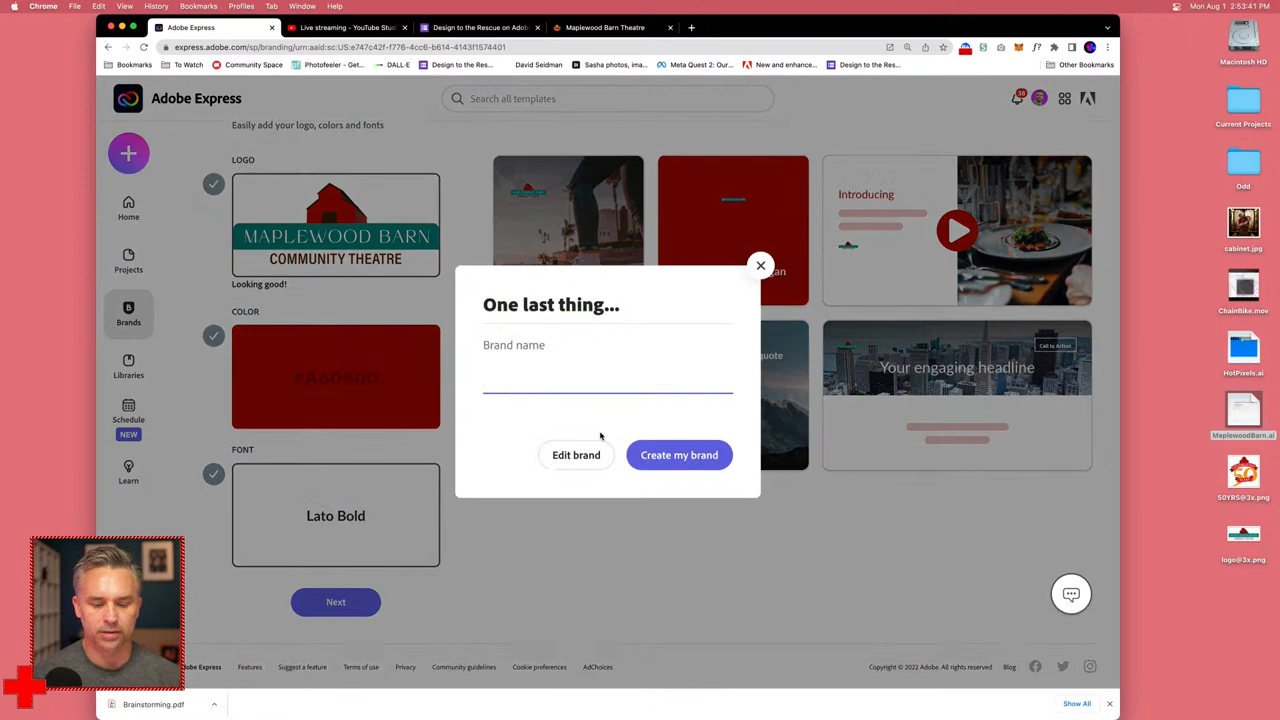 Chrome File Edit View History Bookmarks Profiles Tab Window Help
Mon Aug 1 2:53:41 PM
Adobe Express
Live streaming - YouTube Stud
Design to the Rescue on Adob
Maplewood Barn Theatre
express.adobe.com/sp/branding/urn:aaid:sc:US:e747c42f-f776-4cc6-b614-4143f1574401
Bookmarks To Watch Community Space Photofeeler - Get... DALL-E Design to the Res... David Seidman Sasha photos, ima... Meta Quest 2: Our... New and enhance... Design to the Res... Other Bookmarks
Adobe Express
Search all templates
38
Easily add your logo, colors and fonts
LOGO
MAPLEWOOD BARN
COMMUNITY THEATRE
Looking good!
COLOR
#A60600
FONT
Lato Bold
Next
Home
Projects
Brands
Libraries
Schedule
NEW
Learn
Introducing
Call to Action
Your engaging headline
One last thing...
Brand name
Edit brand
Create my brand
Features
Suggest a feature
Terms of use
Privacy
Community guidelines
Cookie preferences
AdChoices
Copyright © 2022 Adobe. All rights reserved
Blog
Brainstorming.pdf
Show All
Macintosh HD
Current Projects
Odd
cabinet.jpg
ChainBike.mov
HotPixels.ai
MaplewoodBarn.ai
50YRS@3x.png
logo@3x.png